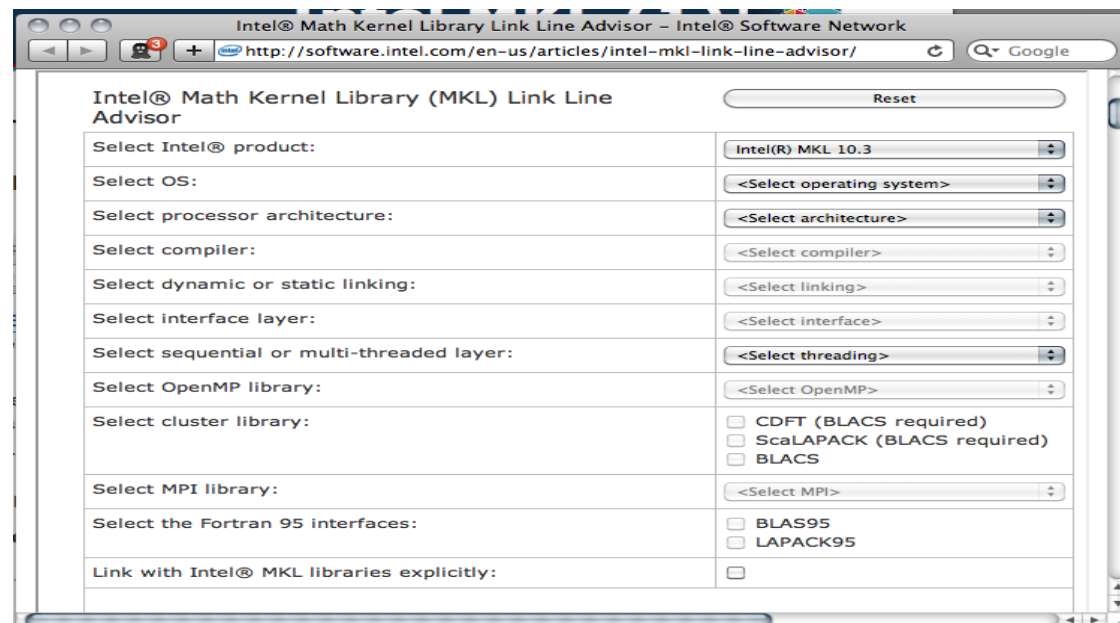 Intel® Math Kernel Library Link Line Advisor – Intel® Software Network
3
+
http://software.intel.com/en-us/articles/intel-mkl-link-line-advisor/
Google
Intel® Math Kernel Library (MKL) Link Line
Advisor
Reset
Select Intel® product:
Intel(R) MKL 10.3
Select OS:
<Select operating system>
Select processor architecture:
<Select architecture>
Select compiler:
<Select compiler>
Select dynamic or static linking:
<Select linking>
Select interface layer:
<Select interface>
Select sequential or multi-threaded layer:
<Select threading>
Select OpenMP library:
<Select OpenMP>
Select cluster library:
CDFT (BLACS required)
ScaLAPACK (BLACS required)
BLACS
Select MPI library:
<Select MPI>
Select the Fortran 95 interfaces:
BLAS95
LAPACK95
Link with Intel® MKL libraries explicitly: